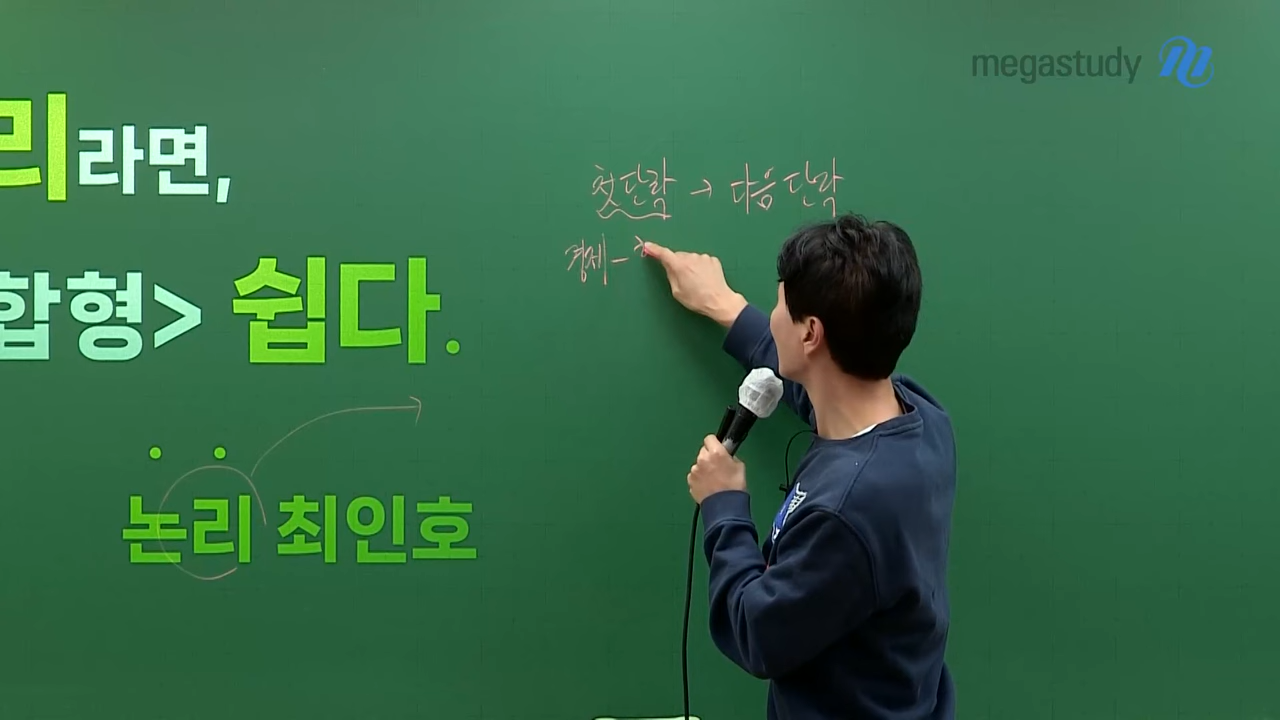 megastudy
리라면,
합형> 쉽다.
논리 최인호
첫단락 → 다음 단락
경제 -